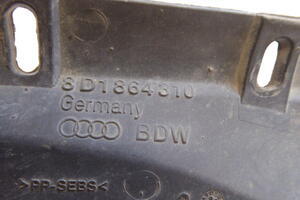 8D1864310
Germany
BDW
>PP-SEBS<